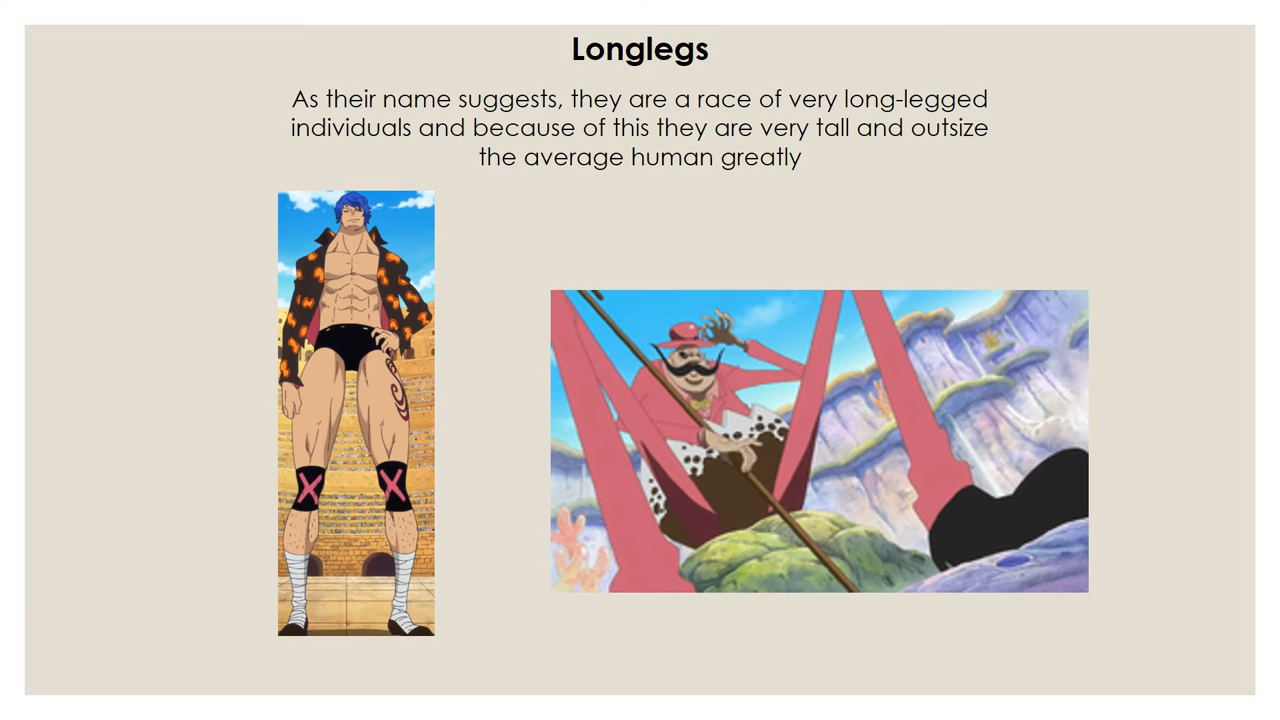 Longlegs
As their name suggests, they are a race of very long-legged
individuals and because of this they are very tall and outsize
the average human greatly